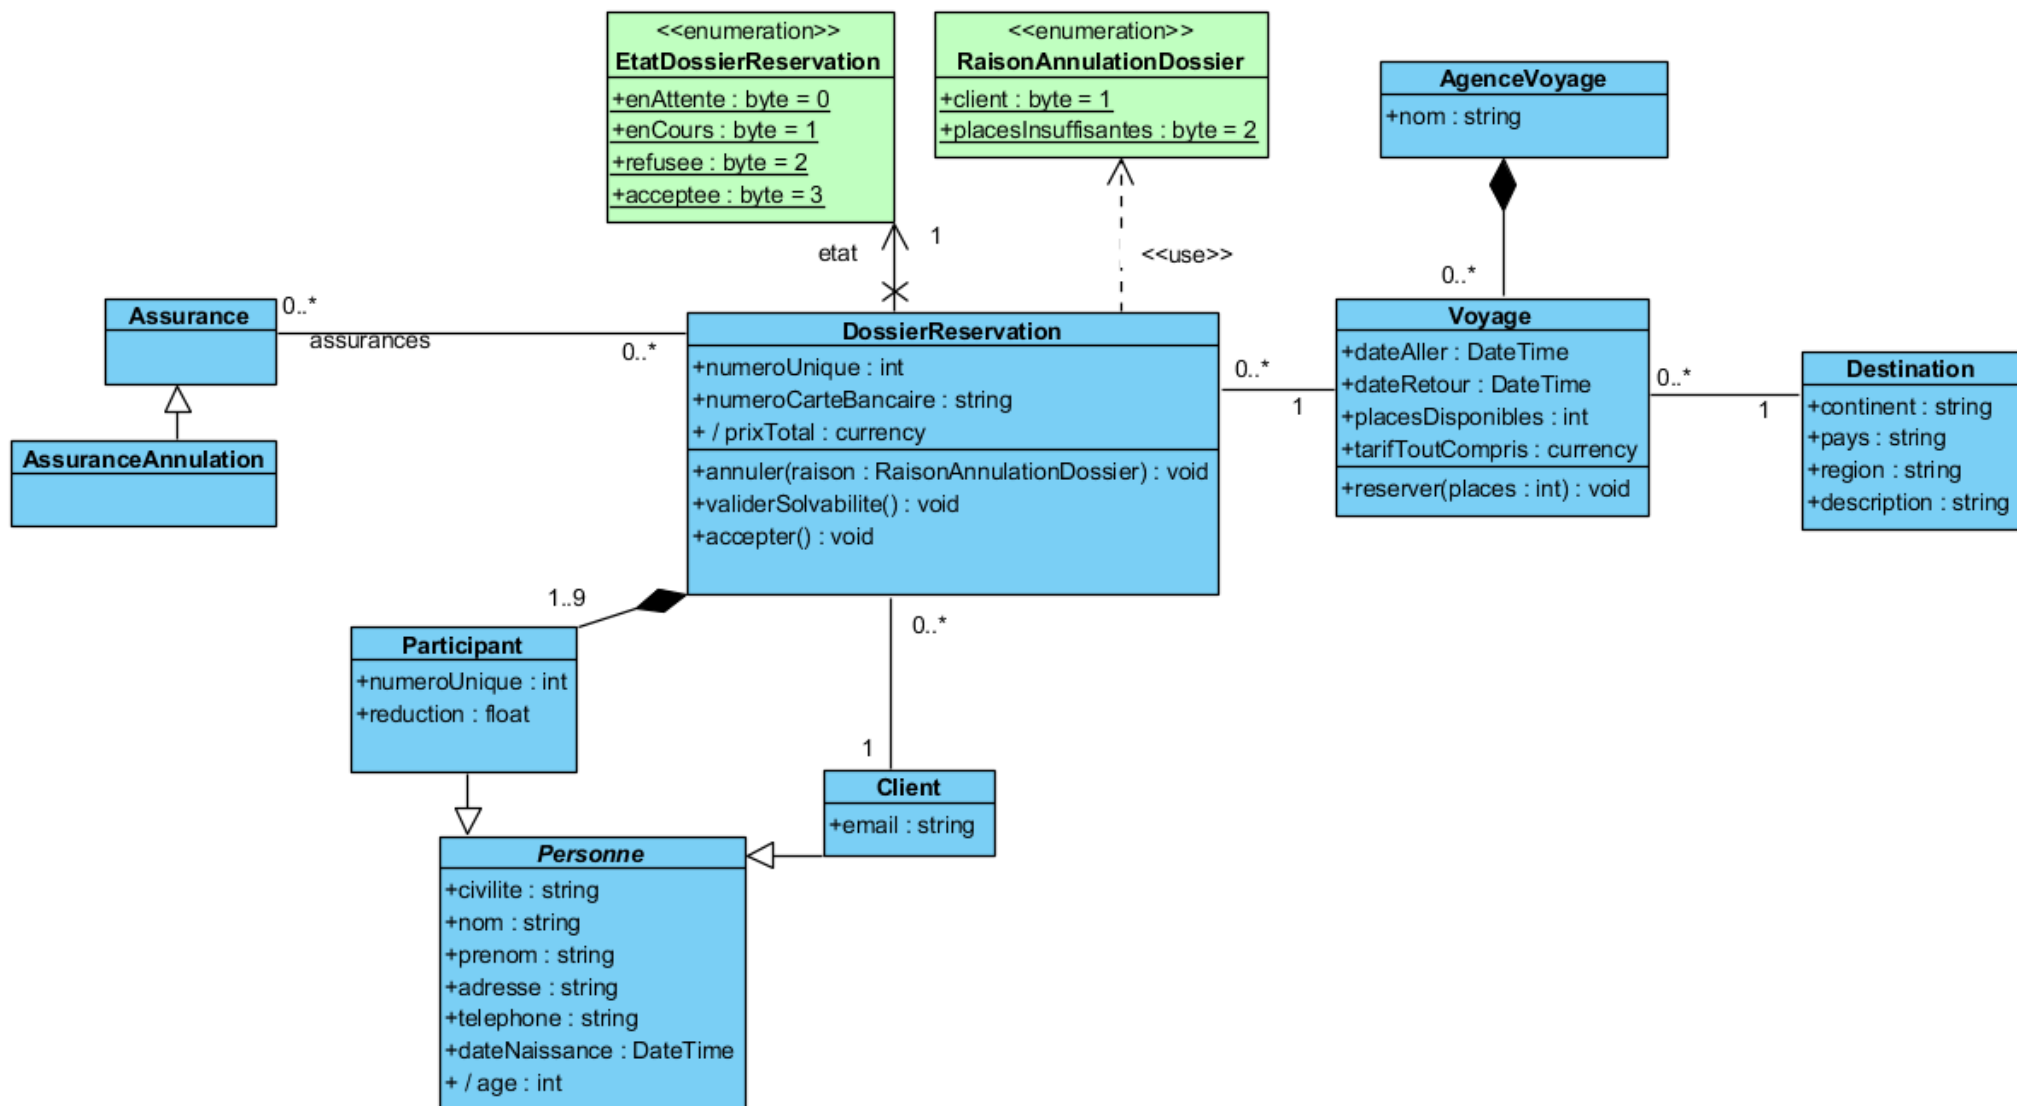 <<enumeration>>
EtatDossierReservation
+enAttente : byte = 0
+enCours : byte = 1
+refusee : byte = 2
+acceptee : byte = 3
<<enumeration>>
RaisonAnnulationDossier
+client : byte = 1
+placesInsuffisantes : byte = 2
AgenceVoyage
+nom : string
etat
1
<<use>>
0..*
Assurance
0..*
assurances
0..*
AssuranceAnnulation
DossierReservation
+numeroUnique : int
+numeroCarteBancaire : string
+ / prixTotal : currency
+annuler(raison : RaisonAnnulationDossier) : void
+validerSolvabilite() : void
+accepter() : void
0..*
1
Voyage
+dateAller : DateTime
+dateRetour : DateTime
+placesDisponibles : int
+tarifToutCompris : currency
+reserver(places : int) : void
0..*
1
Destination
+continent : string
+pays : string
+region : string
+description : string
1..9
Participant
+numeroUnique : int
+reduction : float
0..*
1
Client
+email : string
Personne
+civilite : string
+nom : string
+prenom : string
+adresse : string
+telephone : string
+dateNaissance : DateTime
+ / age : int